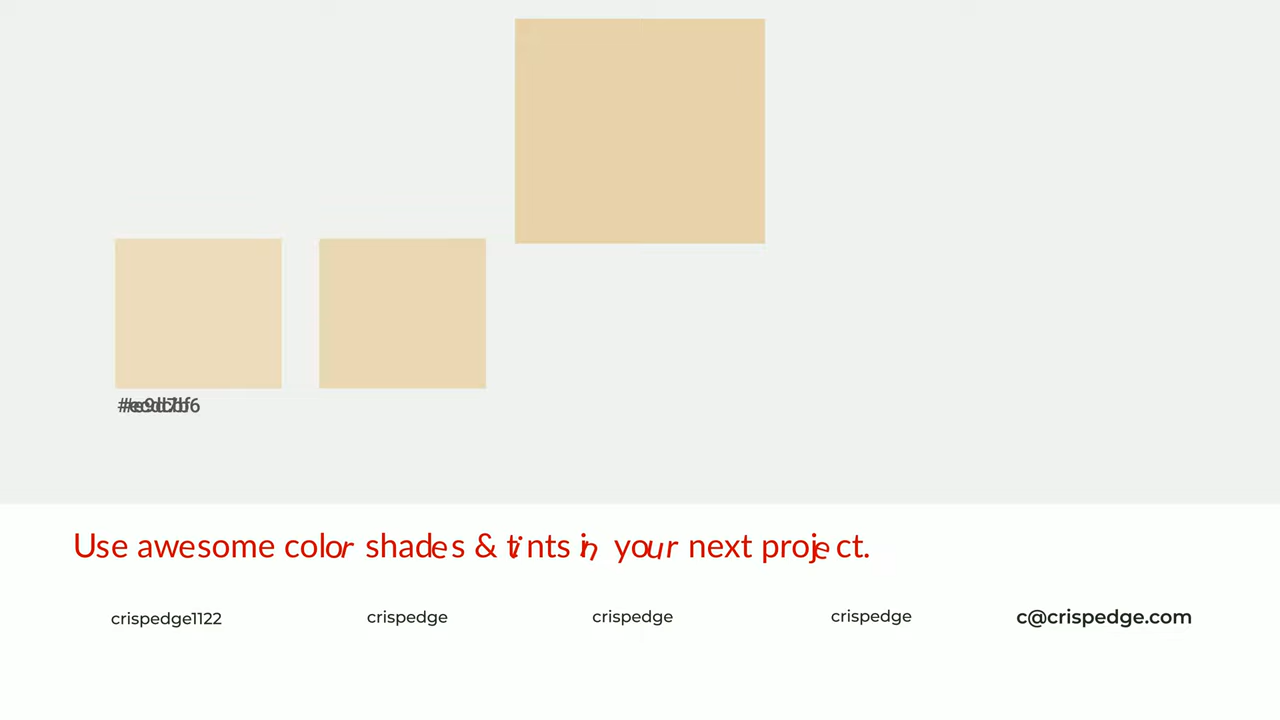 Use awesome color shades & tints in your next project.
crispedge1122 crispedge crispedge crispedge c@crispedge.com